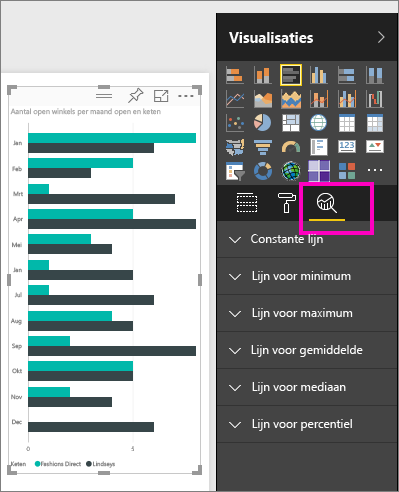 Visualisaties
Aantal open winkels per maand open en keten
Jan
Feb
Mrt
Apr
Mei
Jan
Jul
Aug
Sep
Okt
Nov
Dec
0
5
Keten
Fashions Direct
Lindseys
R
123
Constante lijn
Lijn voor minimum
Lijn voor maximum
Lijn voor gemiddelde
Lijn voor mediaan
Lijn voor percentiel